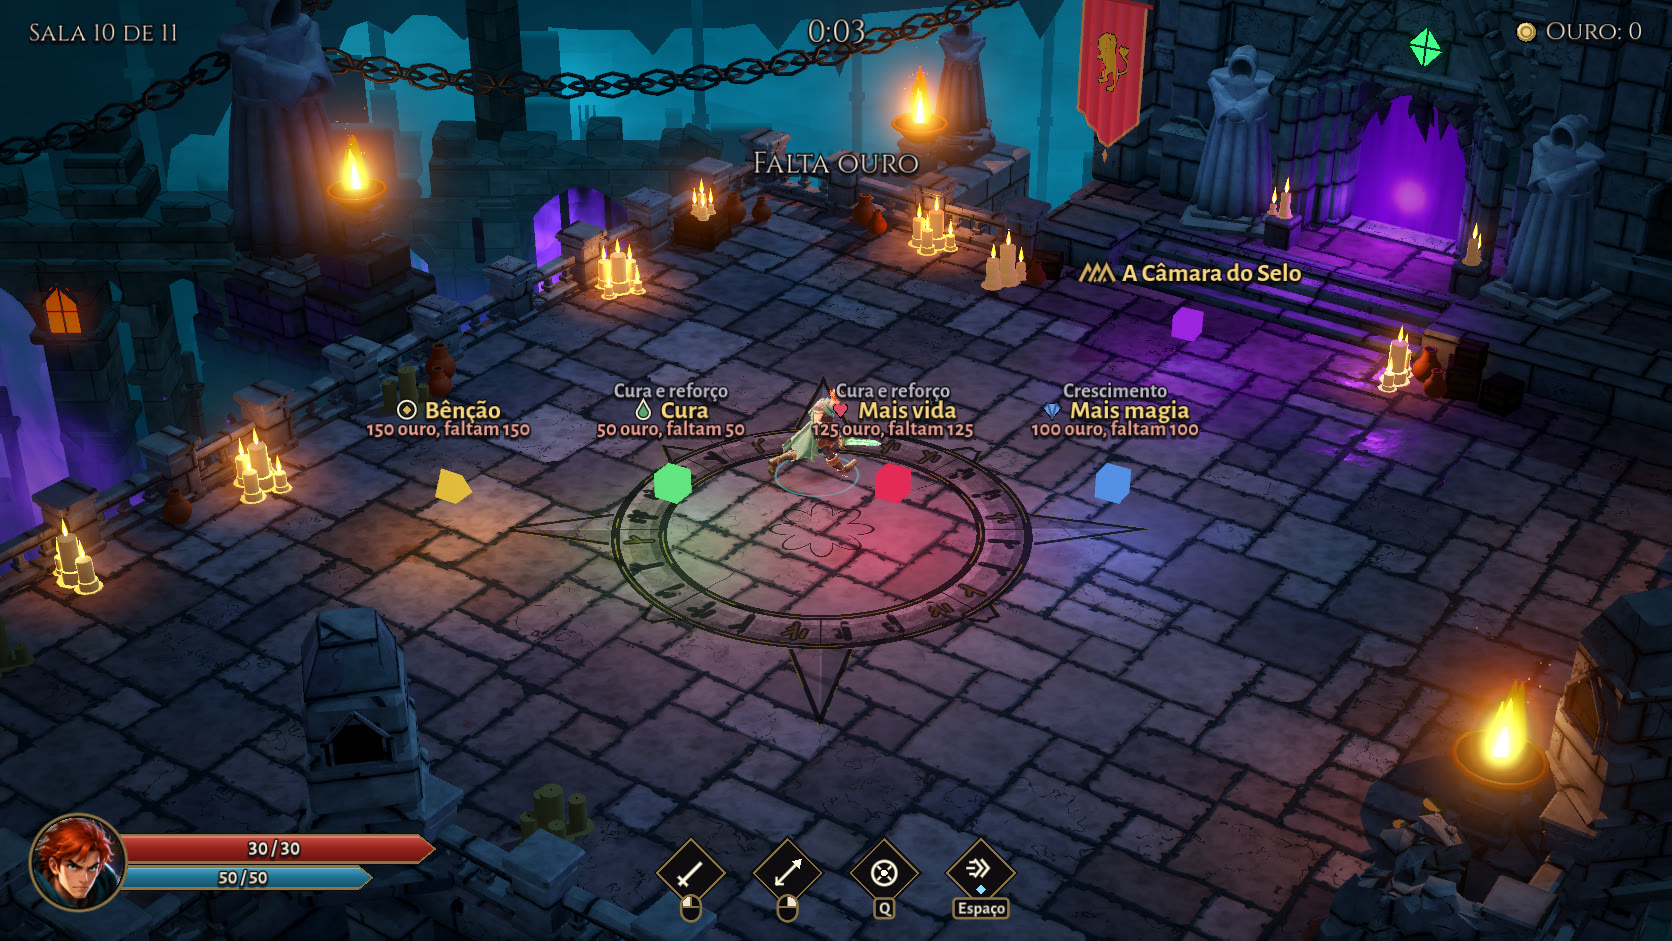 SALA 10 DE 11
0:03
OURO: 0
FALTA OURO
A Câmara do Selo
Bênção
150 ouro, faltam 150
Cura e reforço
Cura
50 ouro, faltam 50
Cura e reforço
Mais vida
125 ouro, faltam 125
Crescimento
Mais magia
100 ouro, faltam 100
30/30
50/50
Q
Espaço